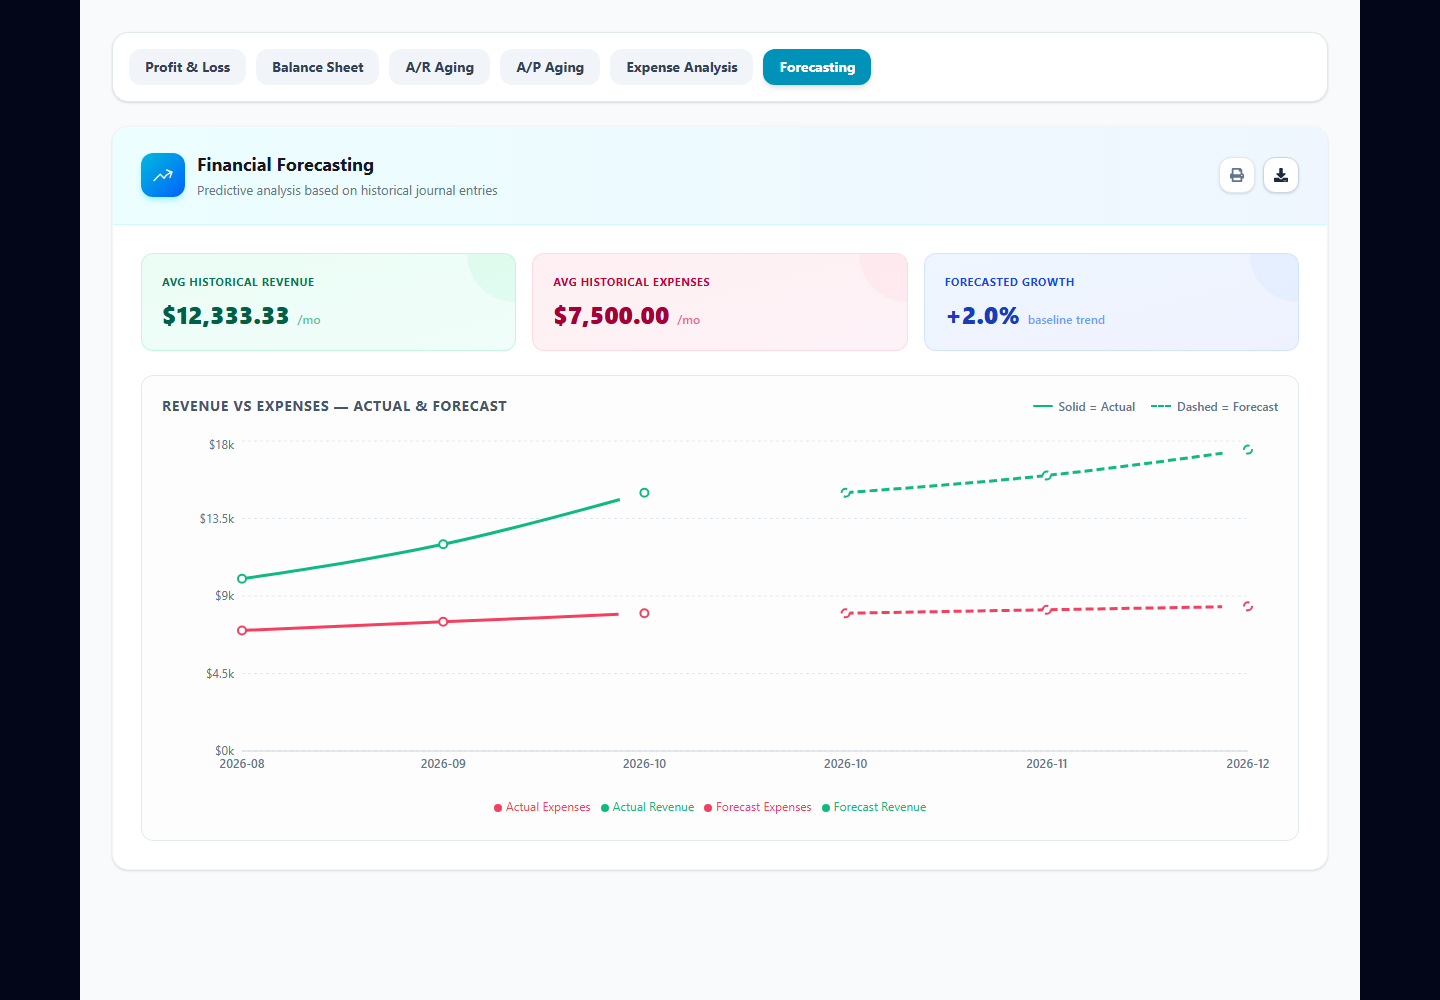 Profit & Loss
Balance Sheet
A/R Aging
A/P Aging
Expense Analysis
Forecasting
Financial Forecasting
Predictive analysis based on historical journal entries
AVG HISTORICAL REVENUE
$12,333.33 /mo
AVG HISTORICAL EXPENSES
$7,500.00 /mo
FORECASTED GROWTH
+2.0% baseline trend
REVENUE VS EXPENSES — ACTUAL & FORECAST
Solid = Actual
Dashed = Forecast
$18k
$13.5k
$9k
$4.5k
$0k
2026-08
2026-09
2026-10
2026-10
2026-11
2026-12
Actual Expenses
Actual Revenue
Forecast Expenses
Forecast Revenue